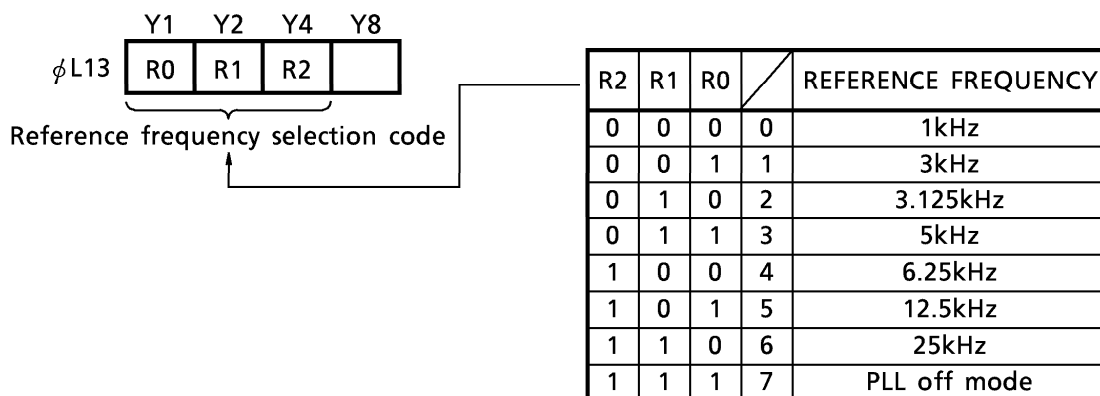 Y1 Y2 Y4 Y8
ϕL13 R0 R1 R2
Reference frequency selection code
R2 R1 R0 REFERENCE FREQUENCY
0 0 0 0 1kHz
0 0 1 1 3kHz
0 1 0 2 3.125kHz
0 1 1 3 5kHz
1 0 0 4 6.25kHz
1 0 1 5 12.5kHz
1 1 0 6 25kHz
1 1 1 7 PLL off mode